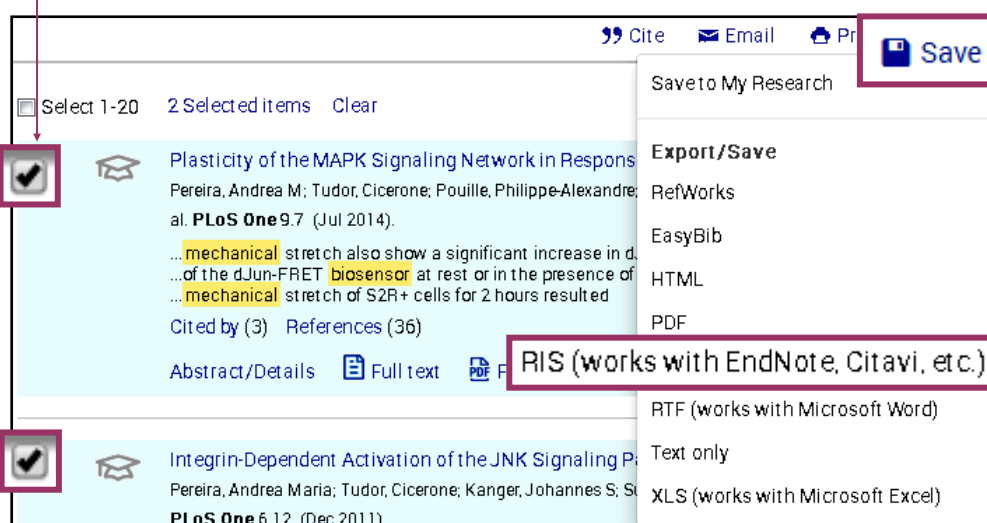 Cite Email Save
Save to My Research
Select 1-20 2 Selected items Clear
Export/Save
RefWorks
EasyBib
HTML
PDF
RIS (works with EndNote, Citavi, etc.)
RTF (works with Microsoft Word)
Text only
XLS (works with Microsoft Excel)
Plasticity of the MAPK Signaling Network in
Pereira, Andrea M; Tudor, Cicerone; Pouille, Philippe-Alexandre;
al. PLoS One 9.7 (Jul 2014).
...mechanical stretch also show a significant increase in
...of the dJun-FRET biosensor at rest or in the presence of
...mechanical stretch of S2R+ cells for 2 hours resulted
Cited by (3) References (36)
Abstract/Details Full text PDF
Integrin-Dependent Activation of the JNK Signaling
Pereira, Andrea Maria; Tudor, Cicerone; Kanger, Johannes S;
PLoS One 6.12 (Dec 2011)